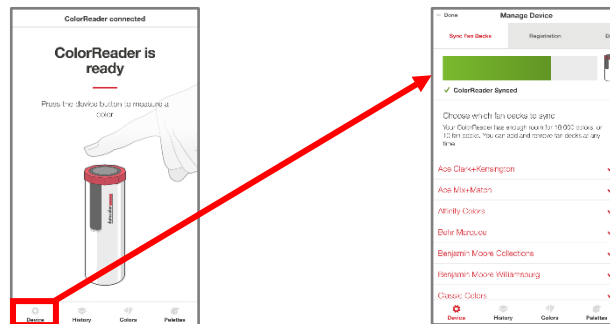 ColorReader connected
ColorReader is
ready
Press the device button to measure a
color
Device
History
Colors
Palettes
Done
Manage Device
Sync Fan Decks
Registration
ColorReader Synced
Choose which fan decks to sync
Your ColorReader has enough room for 10,000 colors, or
10 fan decks. You can add and remove fan decks at any
time.
Ace Clark+Kensington
Ace Mix+Match
Affinity Colors
Behr Marquee
Benjamin Moore Collections
Benjamin Moore Williamsburg
Classic Colors
Device
History
Colors
Palettes